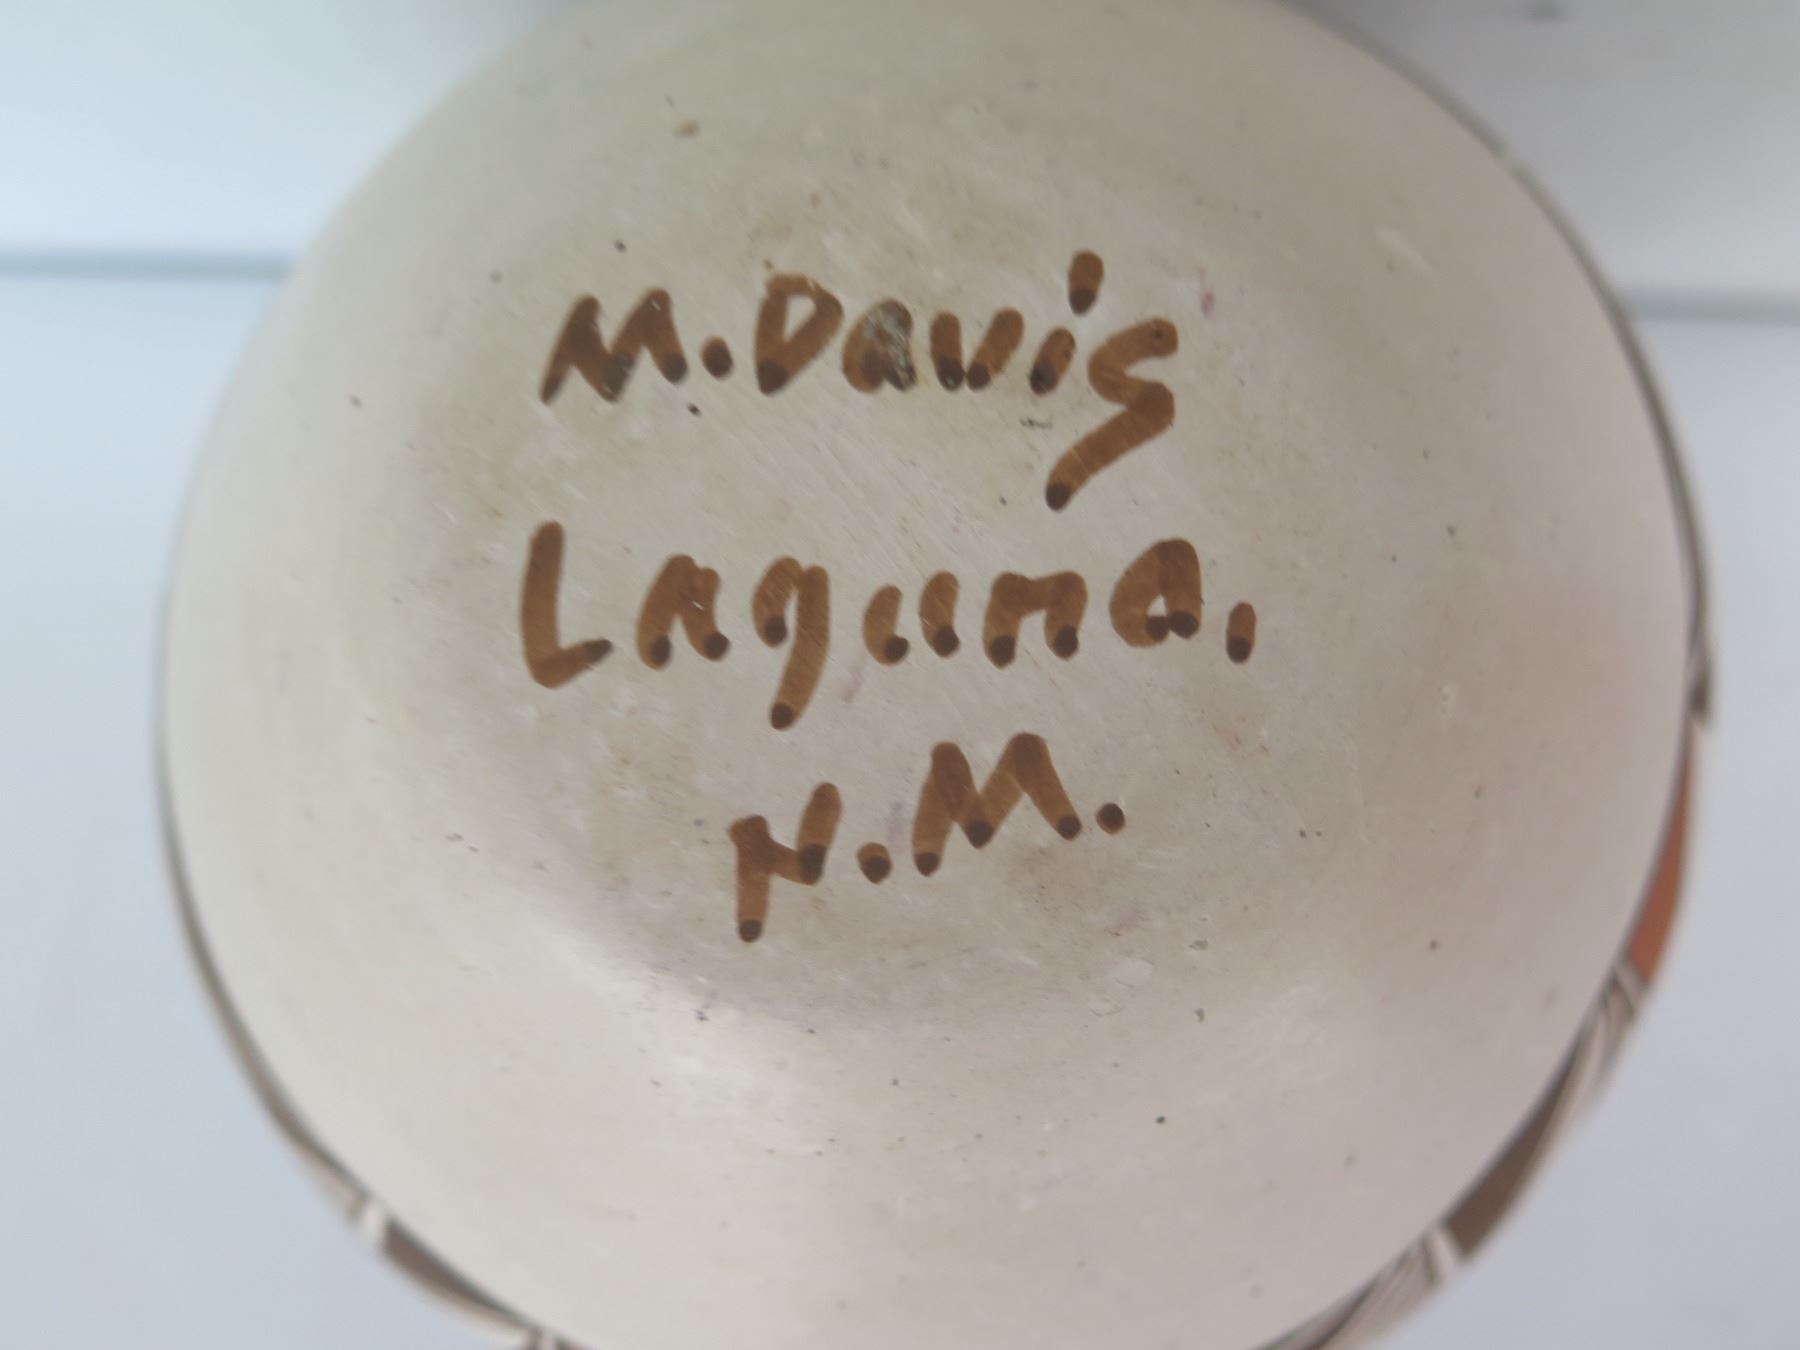 M. Davis
Laguna,
N.M.